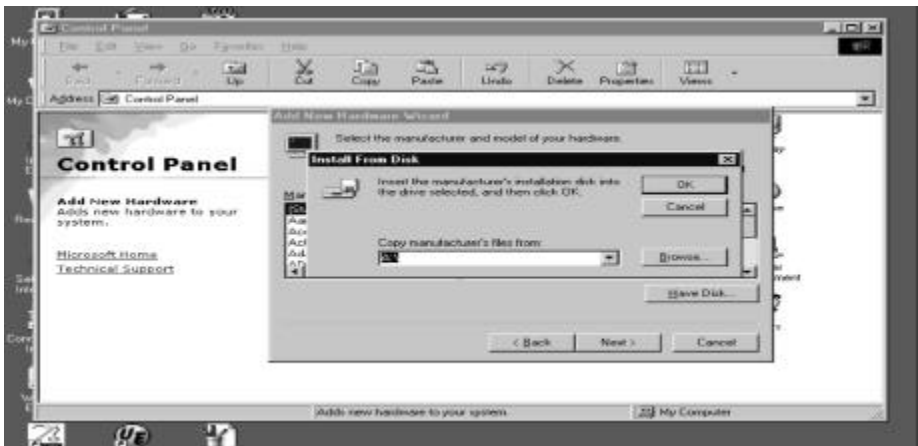 Control Panel
File Edit View Go Favorites Help
Up Cut Copy Paste Undo Delete Properties Views
Address Control Panel
Control Panel
Add New Hardware
Adds new hardware to your
system.
Microsoft Home
Technical Support
Add New Hardware Wizard
Select the manufacturer and model of your hardware.
Install From Disk
Insert the manufacturer's installation disk into
the drive selected, and then click OK.
OK
Cancel
Copy manufacturer's files from:
Browse...
Have Disk...
< Back Next > Cancel
Adds new hardware to your system.
My Computer